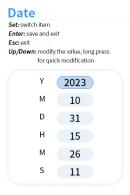 Date
Set: switch item
Enter: save and exit
Esc: exit
Up/Down: modify the value, long press
for quick modification
Y 2023
M 10
D 31
H 15
M 26
S 11